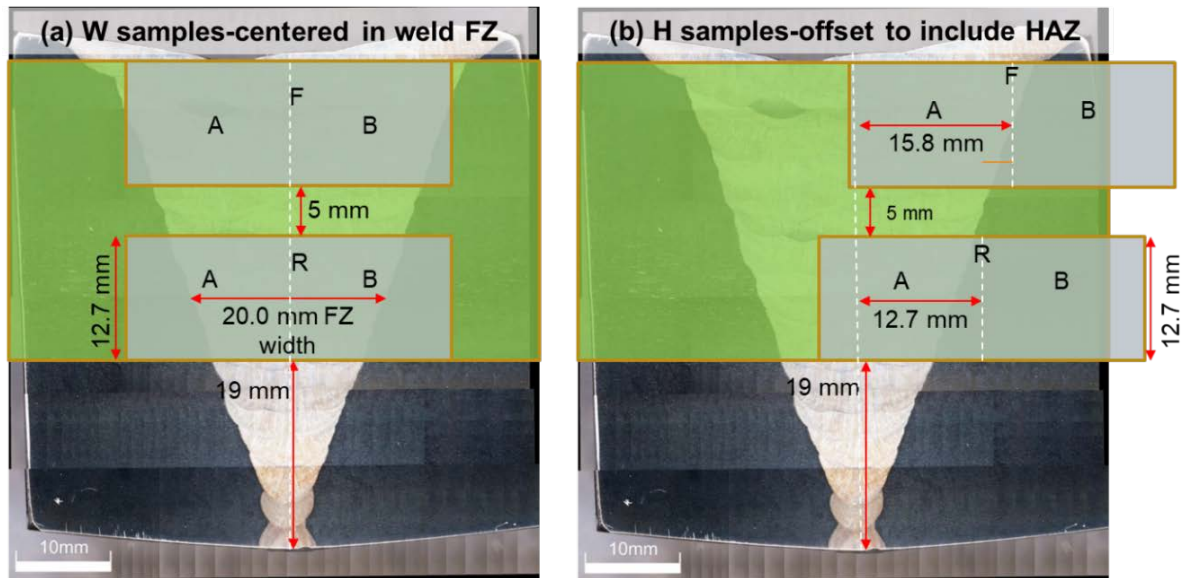 (a) W samples-centered in weld FZ
F
A B
5 mm
R
A B
12.7 mm
20.0 mm FZ
width
19 mm
10mm
(b) H samples-offset to include HAZ
F
A B
15.8 mm
5 mm
R
A B
12.7 mm
12.7 mm
19 mm
10mm